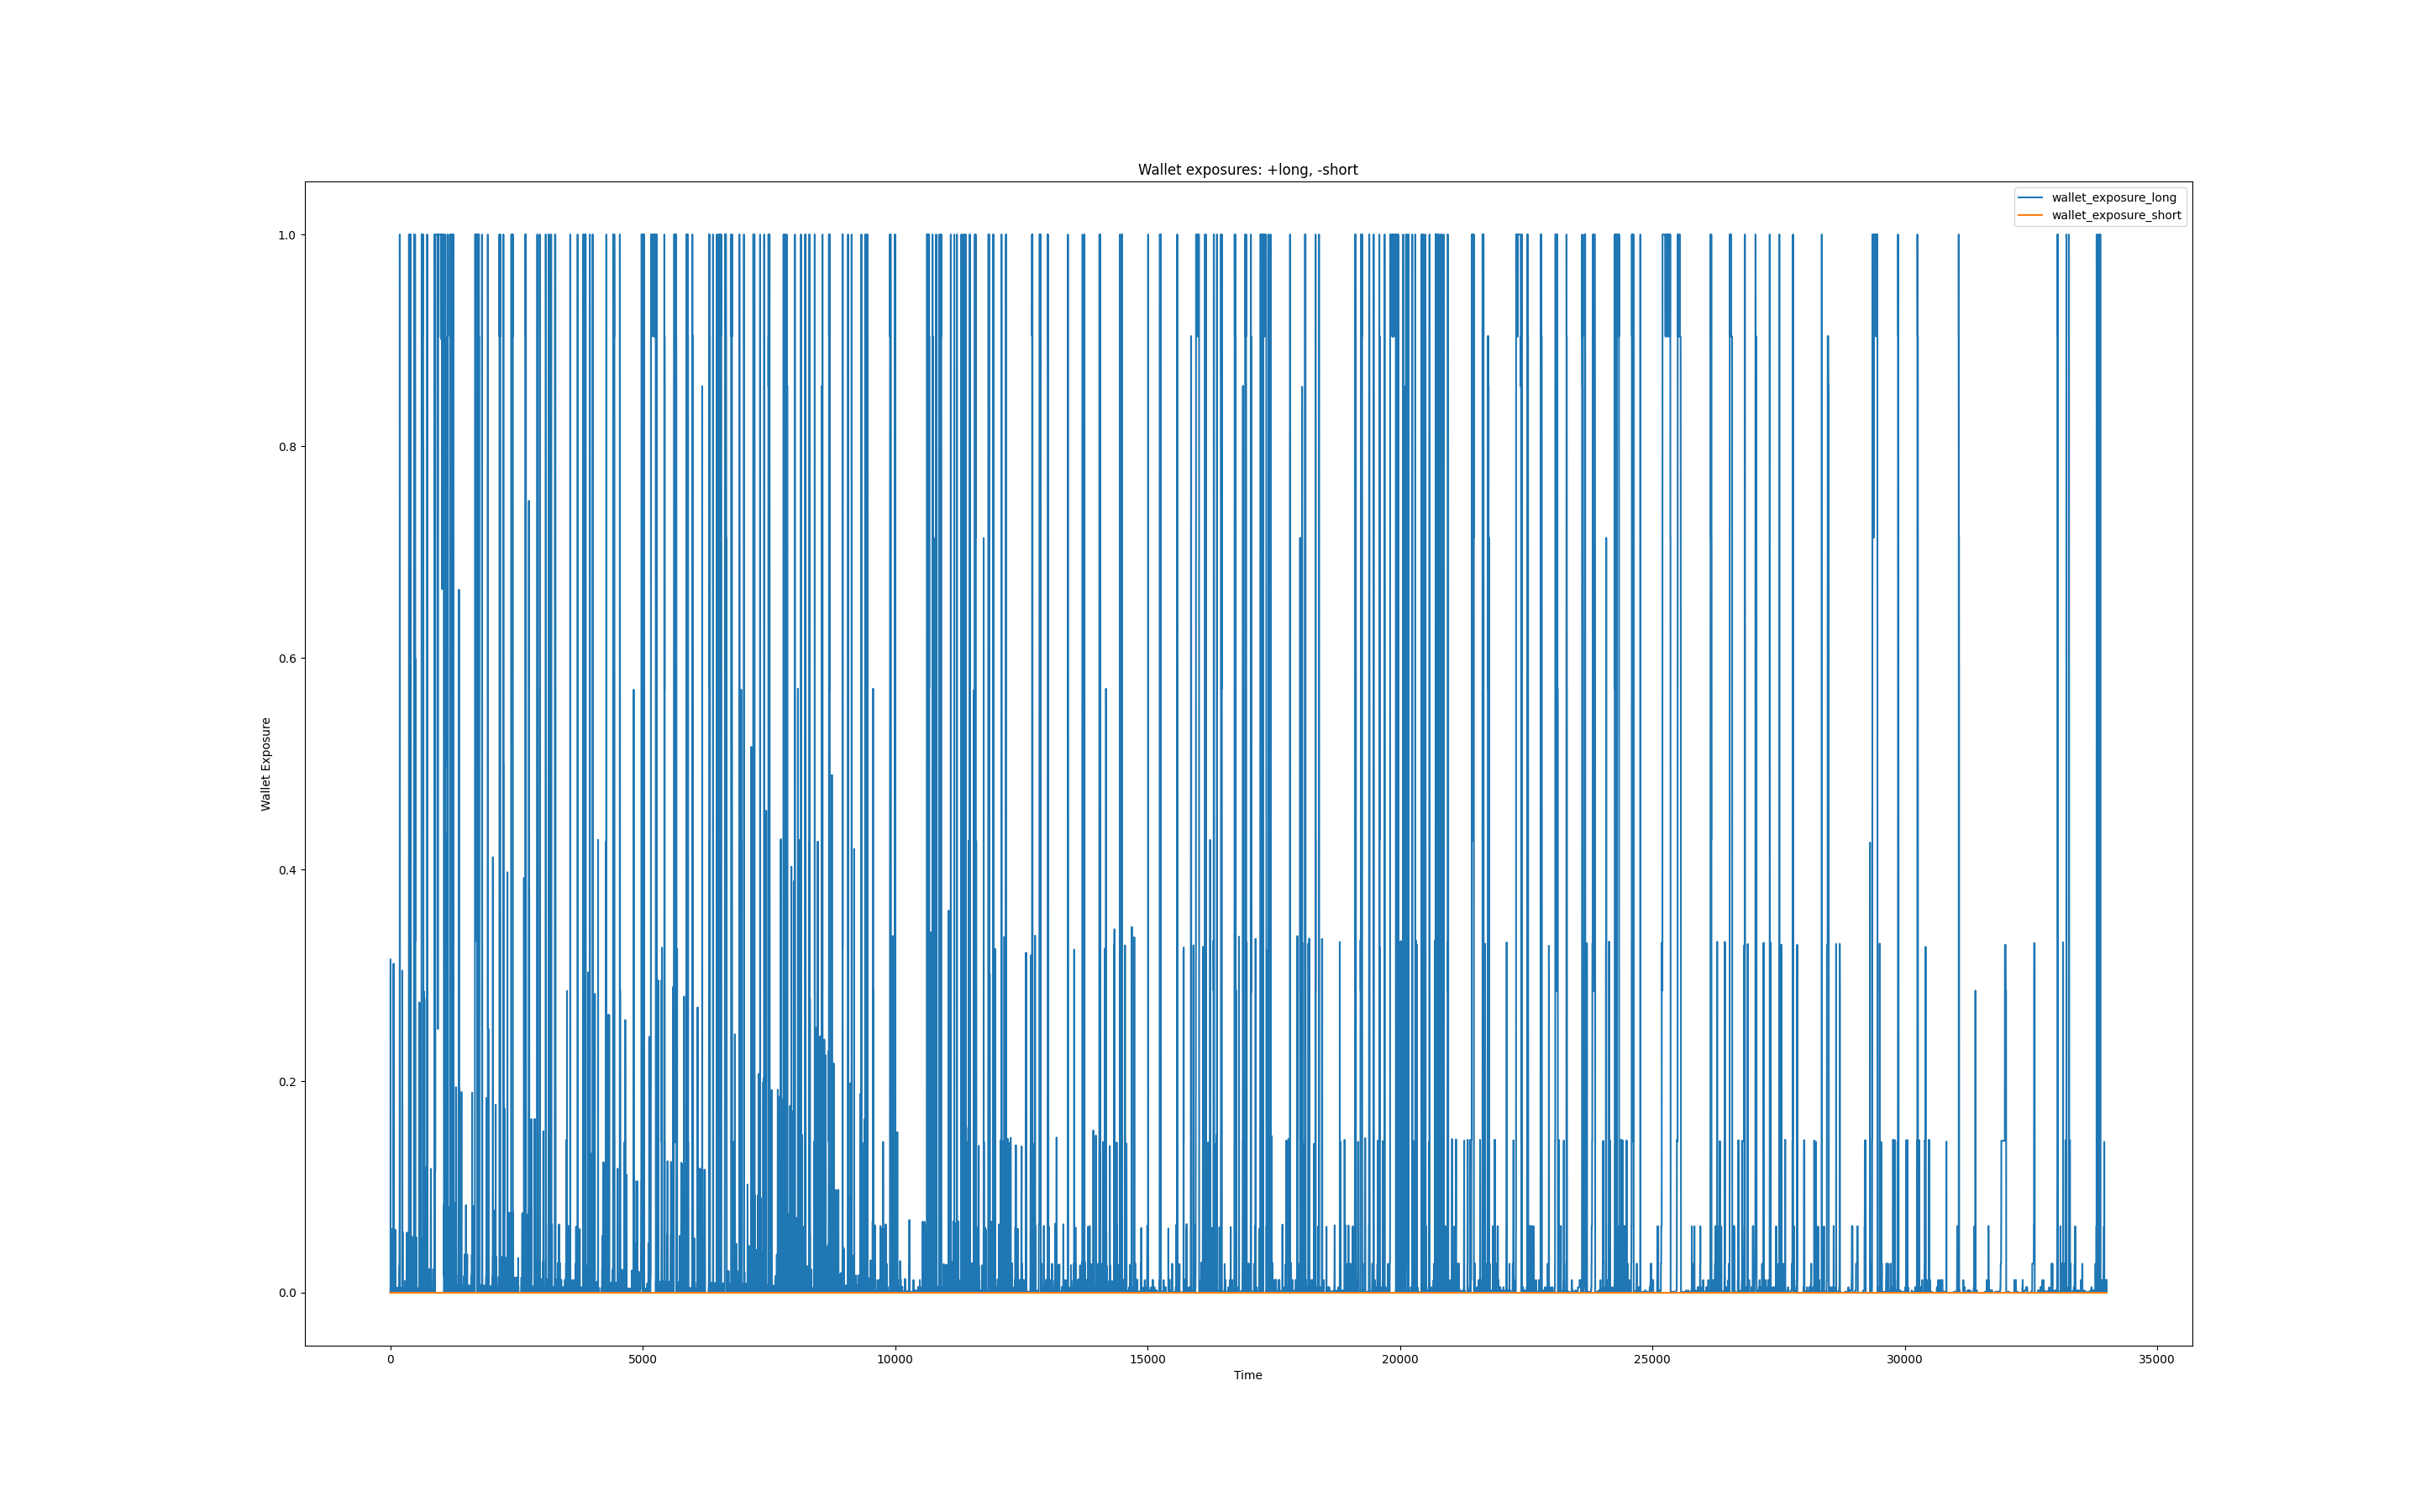 Wallet exposures: +long, -short
wallet_exposure_long
wallet_exposure_short
1.0
0.8
0.6
0.4
0.2
0.0
Wallet Exposure
0 5000 10000 15000 20000 25000 30000 35000
Time